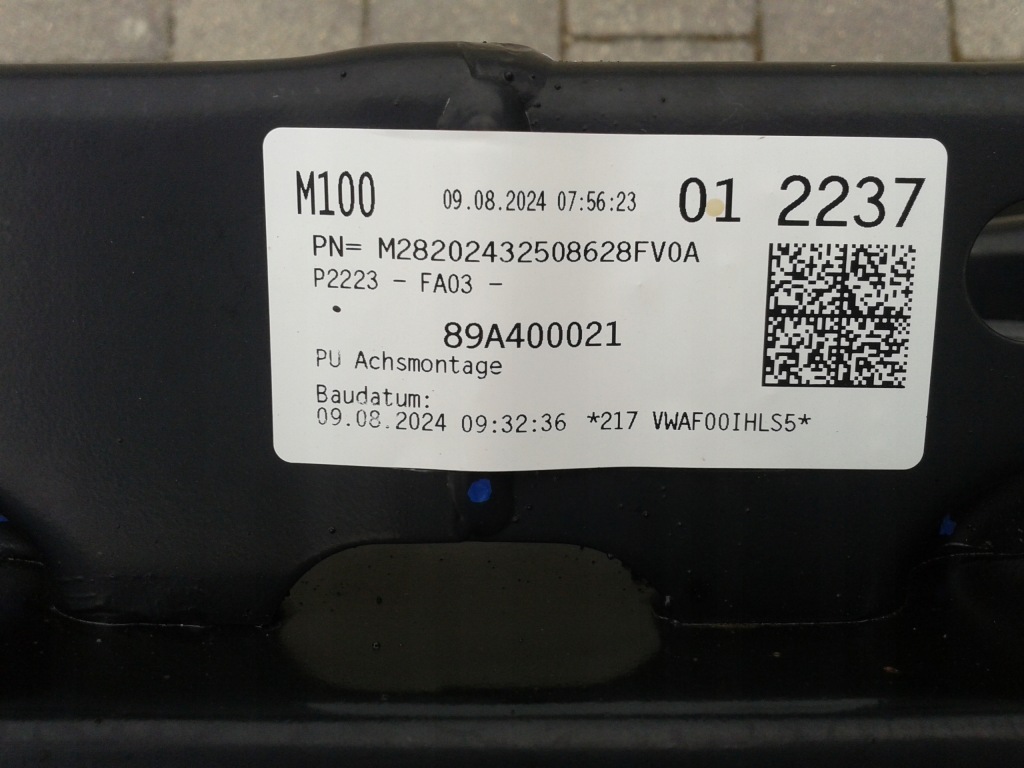 M100 09.08.2024 07:56:23 01 2237
PN= M28202432508628FV0A
P2223 - FA03 -
89A400021
PU Achsmontage
Baudatum:
09.08.2024 09:32:36 *217 VWAF00IHLS5*